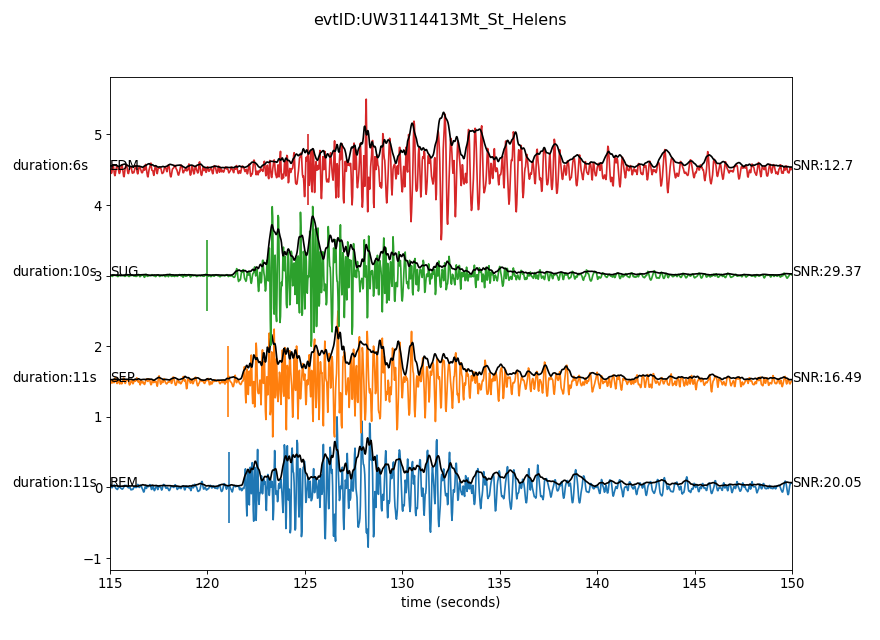 evtID:UW3114413Mt_St_Helens
5
duration:6s EDM SNR:12.7
4
duration:10s SUG SNR:29.37
3
2
duration:11s SEP SNR:16.49
1
duration:11s REM SNR:20.05
0
−1
115 120 125 130 135 140 145 150
time (seconds)